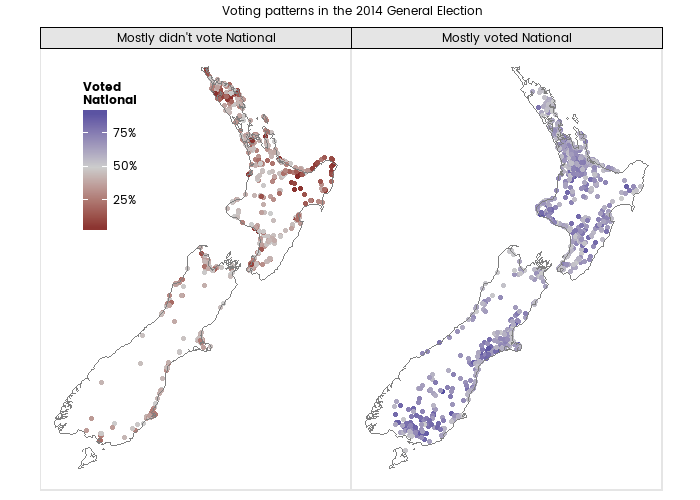 Voting patterns in the 2014 General Election
Mostly didn't vote National
Mostly voted National
Voted
National
75%
50%
25%